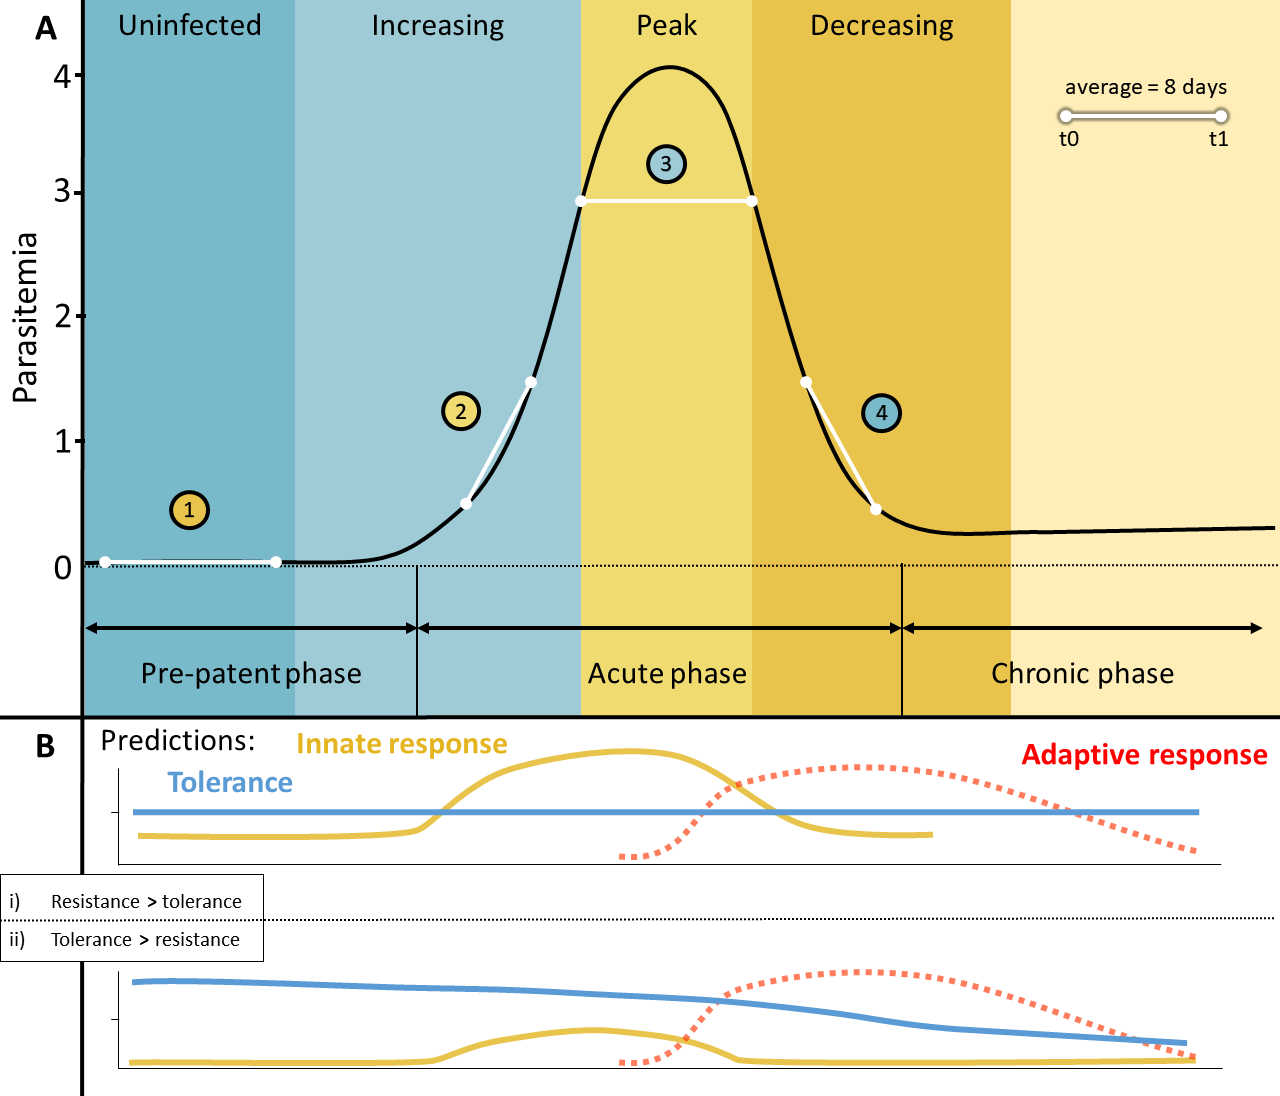 A
Uninfected
Increasing
Peak
Decreasing
average = 8 days
t0
t1
Parasitemia
4
3
2
1
0
1
2
3
4
Pre-patent phase
Acute phase
Chronic phase
B
Predictions:
Innate response
Adaptive response
Tolerance
i) Resistance > tolerance
ii) Tolerance > resistance